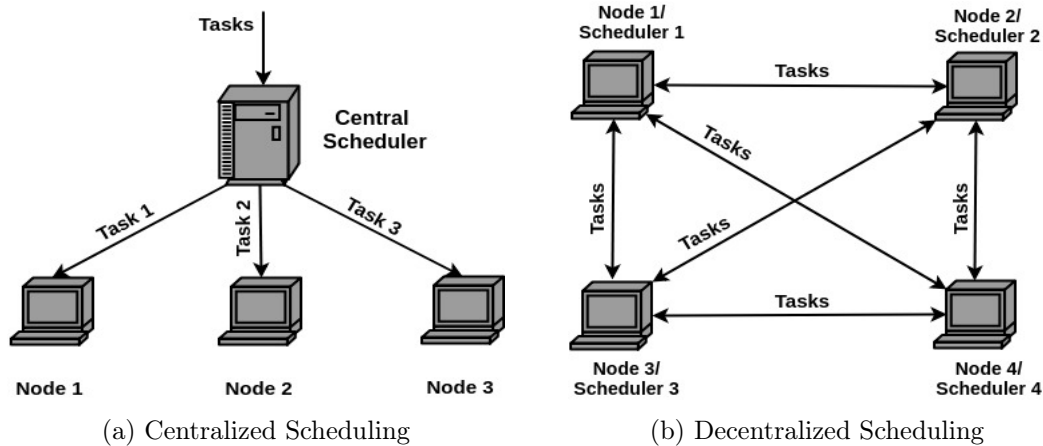 Tasks
Central
Scheduler
Task 1
Task 2
Task 3
Node 1
Node 2
Node 3
(a) Centralized Scheduling
Node 1/
Scheduler 1
Node 2/
Scheduler 2
Tasks
Tasks
Tasks
Tasks
Tasks
Tasks
Node 3/
Scheduler 3
Node 4/
Scheduler 4
(b) Decentralized Scheduling